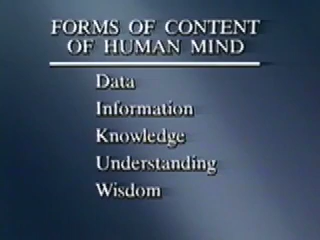 FORMS OF CONTENT
OF HUMAN MIND
Data
Information
Knowledge
Understanding
Wisdom